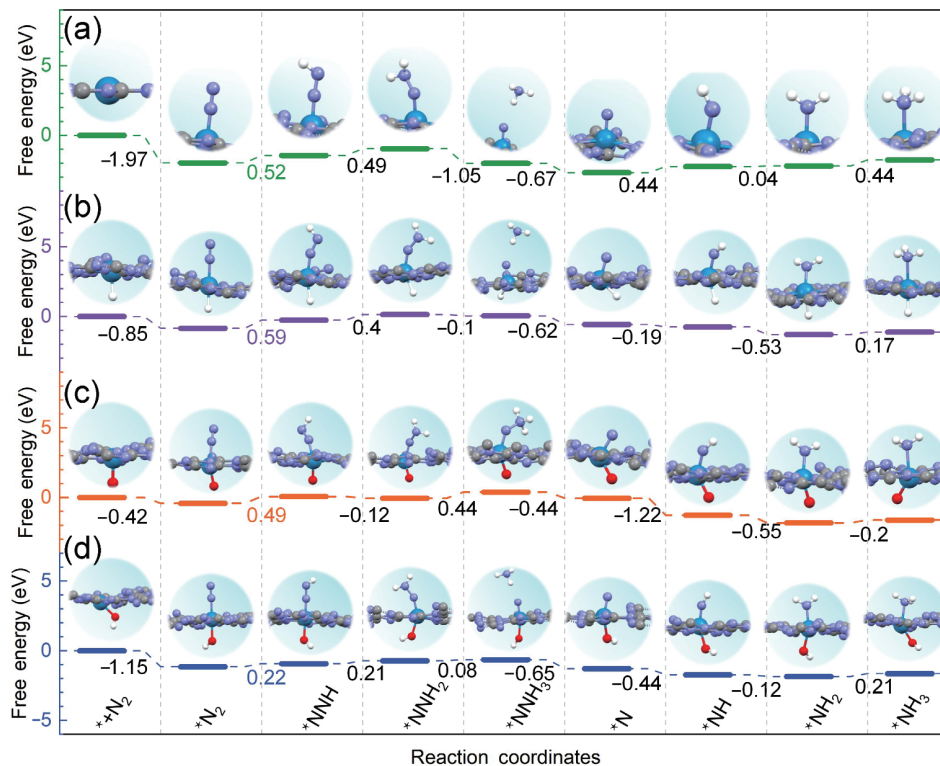 (a)
Free energy (eV)
5
0
−1.97
0.52
0.49
−1.05
−0.67
0.44
0.04
0.44
(b)
Free energy (eV)
5
0
−0.85
0.59
0.4
−0.1
−0.62
−0.19
−0.53
0.17
(c)
Free energy (eV)
5
0
−0.42
0.49
−0.12
0.44
−0.44
−1.22
−0.55
−0.2
(d)
Free energy (eV)
5
0
−5
−1.15
0.22
0.21
0.08
−0.65
−0.44
−0.12
0.21
*+N₂
*N₂
*NNH
*NNH₂
*NNH₃
*N
*NH
*NH₂
*NH₃
Reaction coordinates